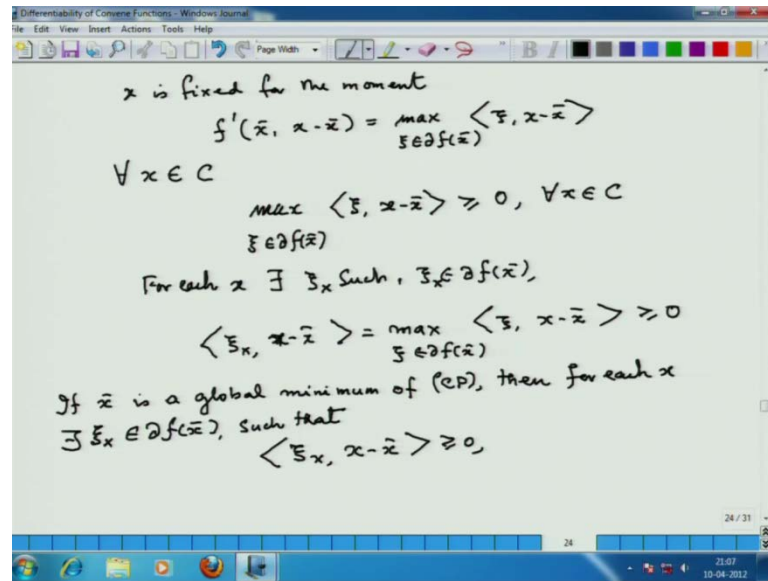 Differentiability of Convene Functions - Windows Journal
File Edit View Insert Actions Tools Help
Page Width
x is fixed for the moment
f'(x̄, x-x̄) = max <ξ, x-x̄>
ξ∈∂f(x̄)
∀ x ∈ C
max <ξ, x-x̄> ≥ 0, ∀x∈C
ξ∈∂f(x̄)
For each x ∃ ξₓ Such, ξₓ∈ ∂f(x̄),
<ξₓ, x-x̄> = max <ξ, x-x̄> ≥ 0
ξ∈∂f(x̄)
If x̄ is a global minimum of (CP), then for each x
∃ ξₓ ∈ ∂f(x̄), such that
<ξₓ, x-x̄> ≥ 0,
24 / 31
24
21:07
10-04-2012